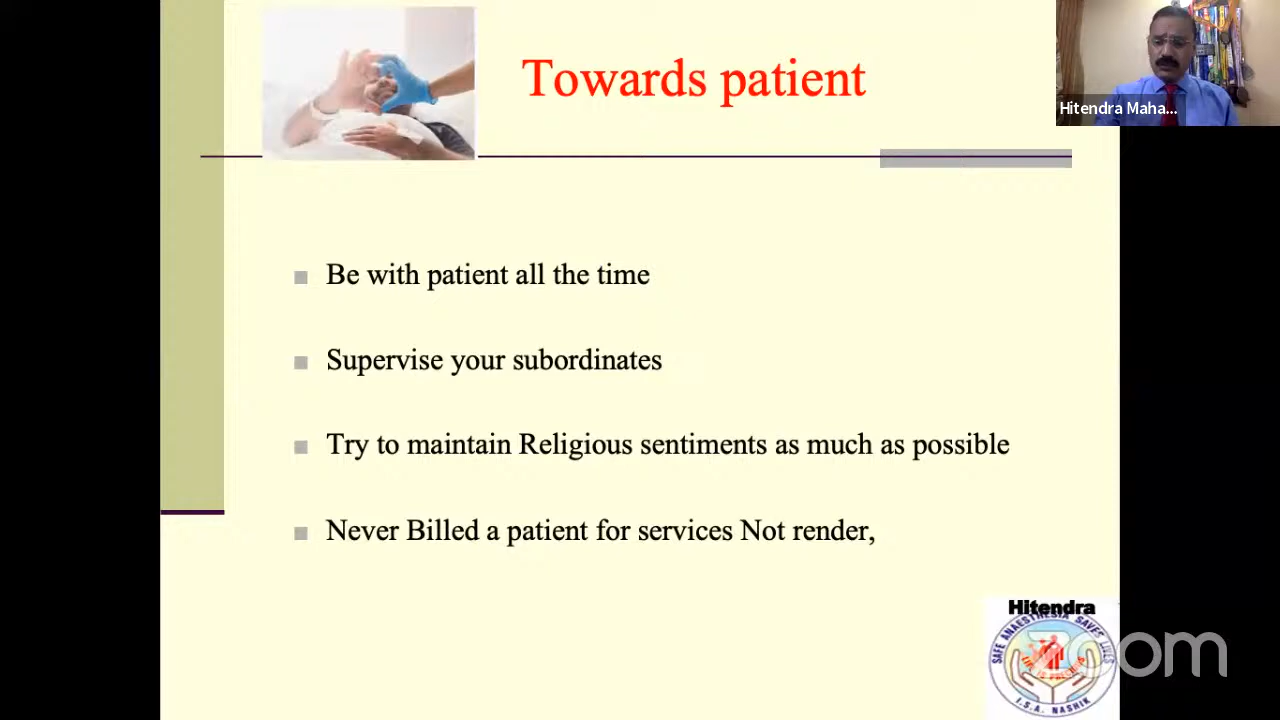 Towards patient
Hitendra Maha...
Be with patient all the time
Supervise your subordinates
Try to maintain Religious sentiments as much as possible
Never Billed a patient for services Not render,
Hitendra
SAFE ANAESTHESIA SAVES LIVES
I.S.A. NASHIK
zoom